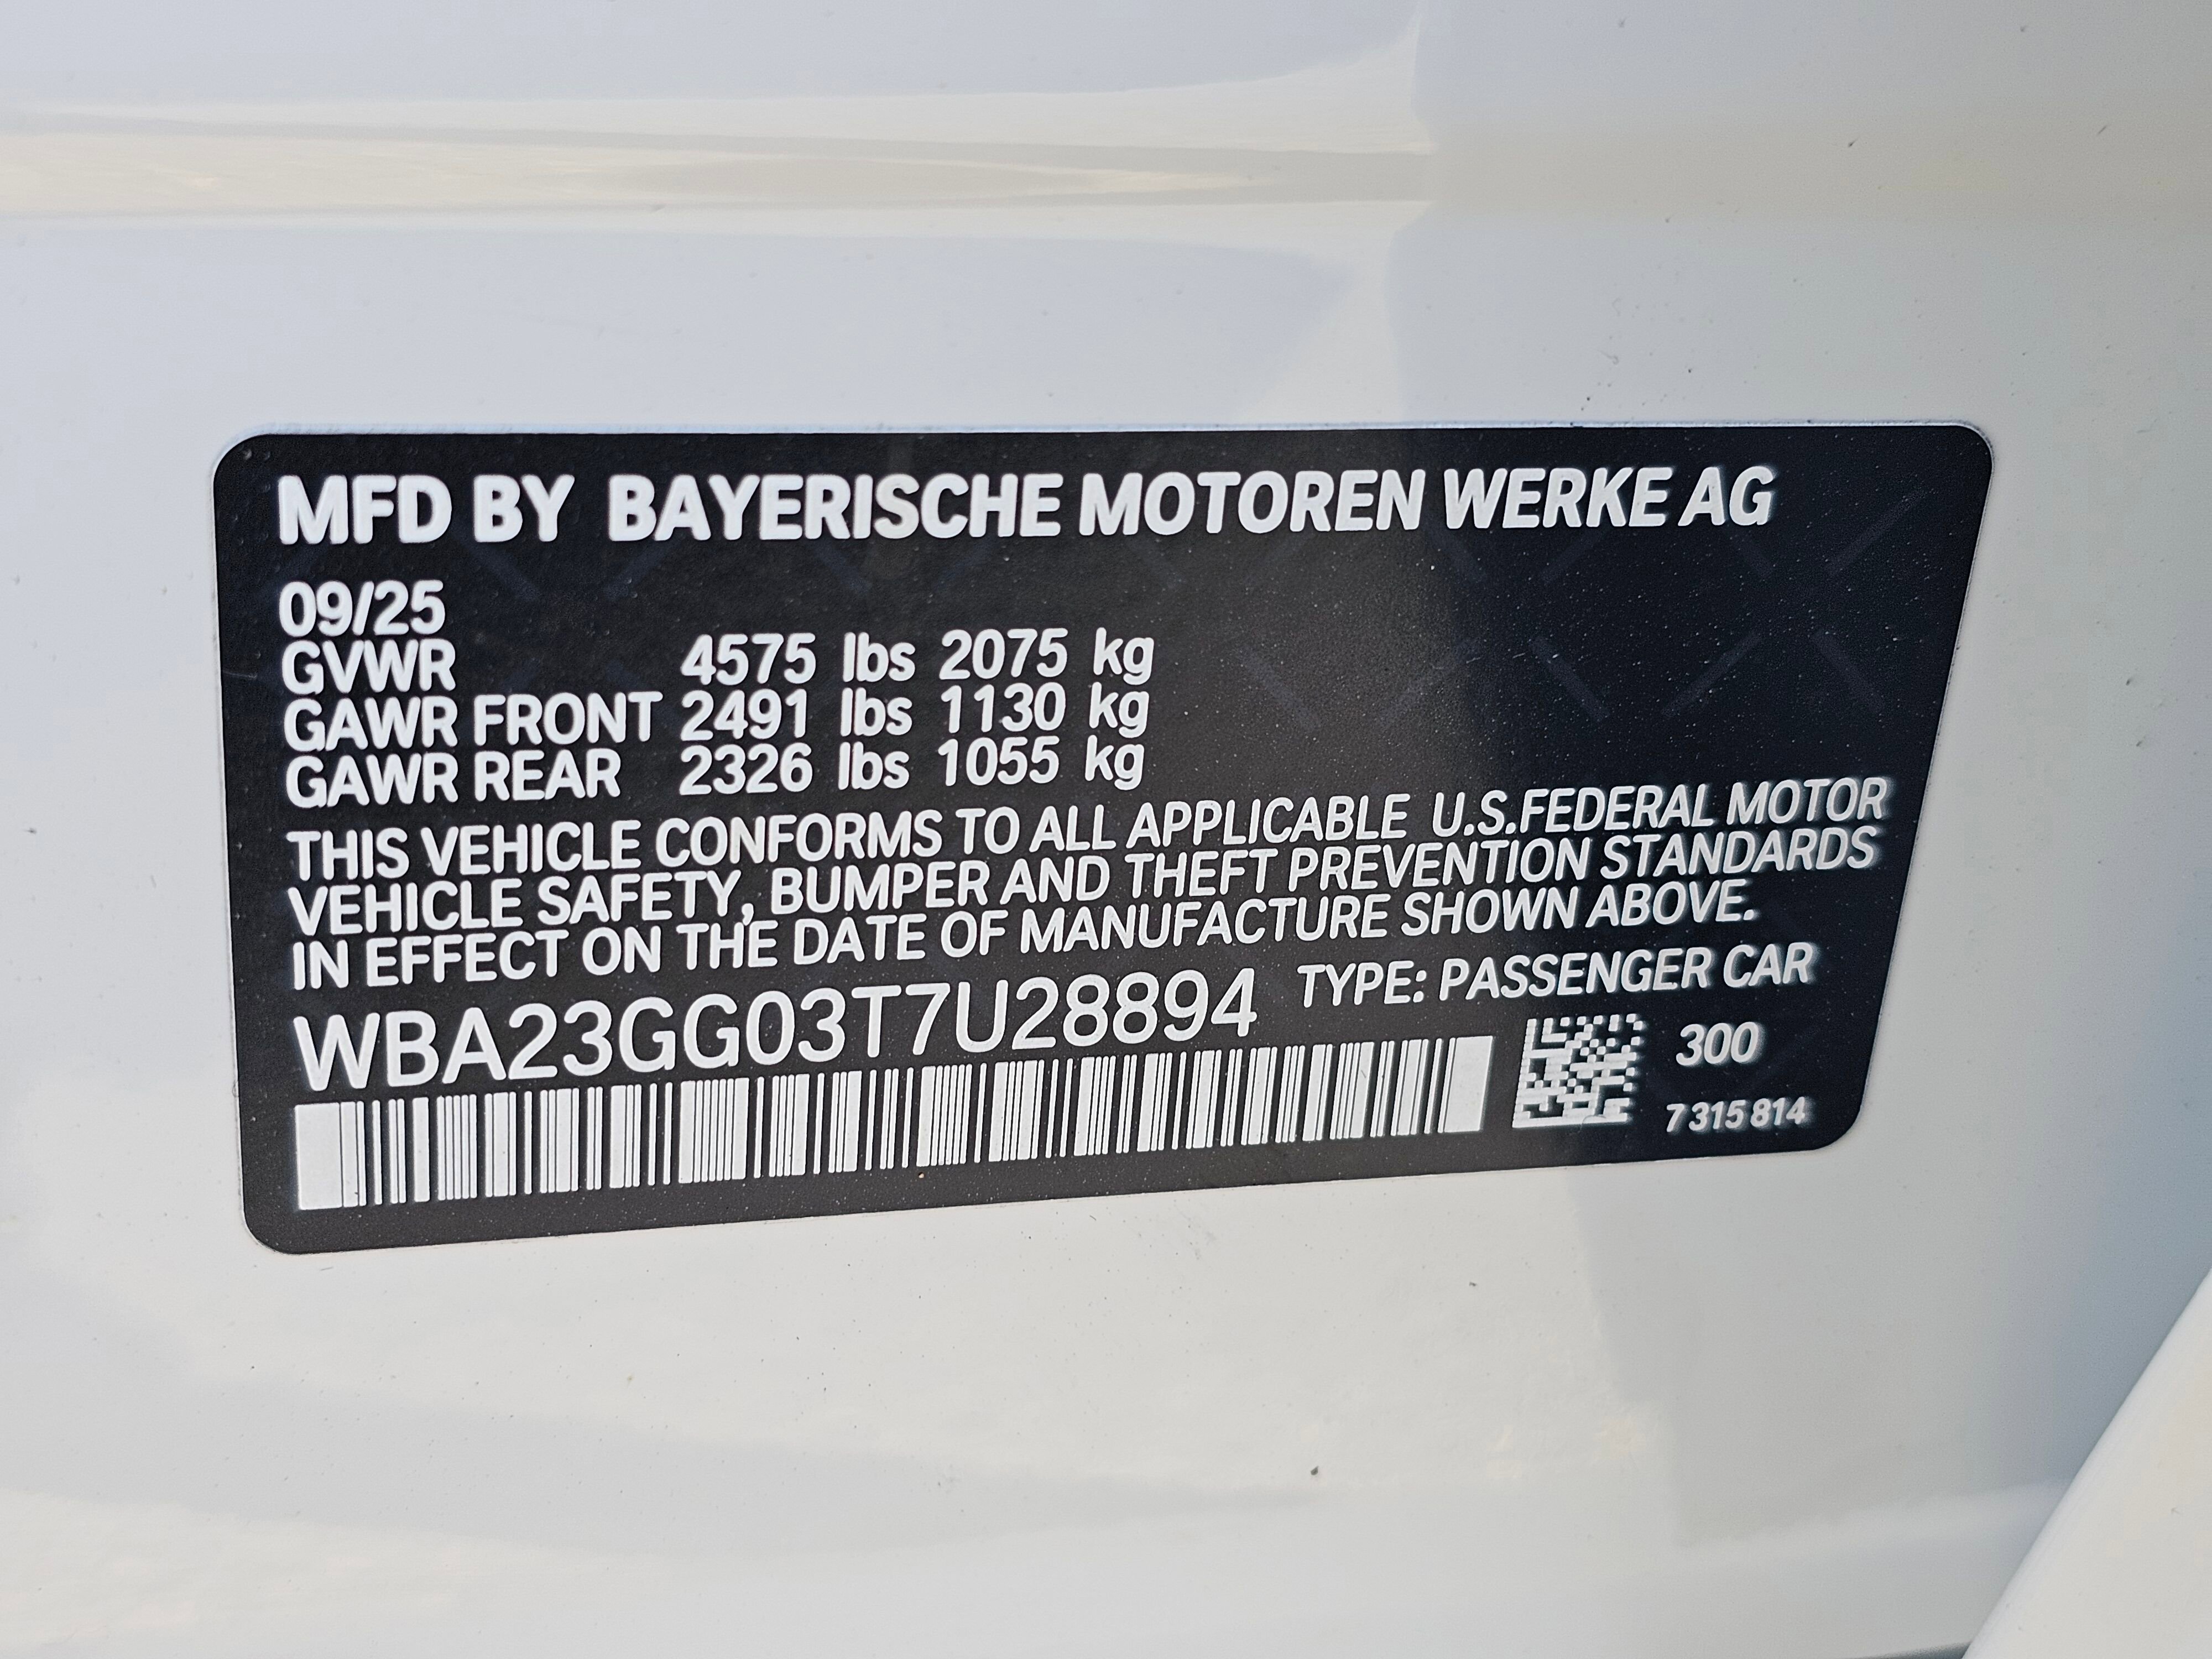 MFD BY BAYERISCHE MOTOREN WERKE AG
09/25
GVWR 4575 lbs 2075 kg
GAWR FRONT 2491 lbs 1130 kg
GAWR REAR 2326 lbs 1055 kg
THIS VEHICLE CONFORMS TO ALL APPLICABLE U.S.FEDERAL MOTOR
VEHICLE SAFETY, BUMPER AND THEFT PREVENTION STANDARDS
IN EFFECT ON THE DATE OF MANUFACTURE SHOWN ABOVE.
WBA23GG03T7U28894 TYPE: PASSENGER CAR
300
7 315 814